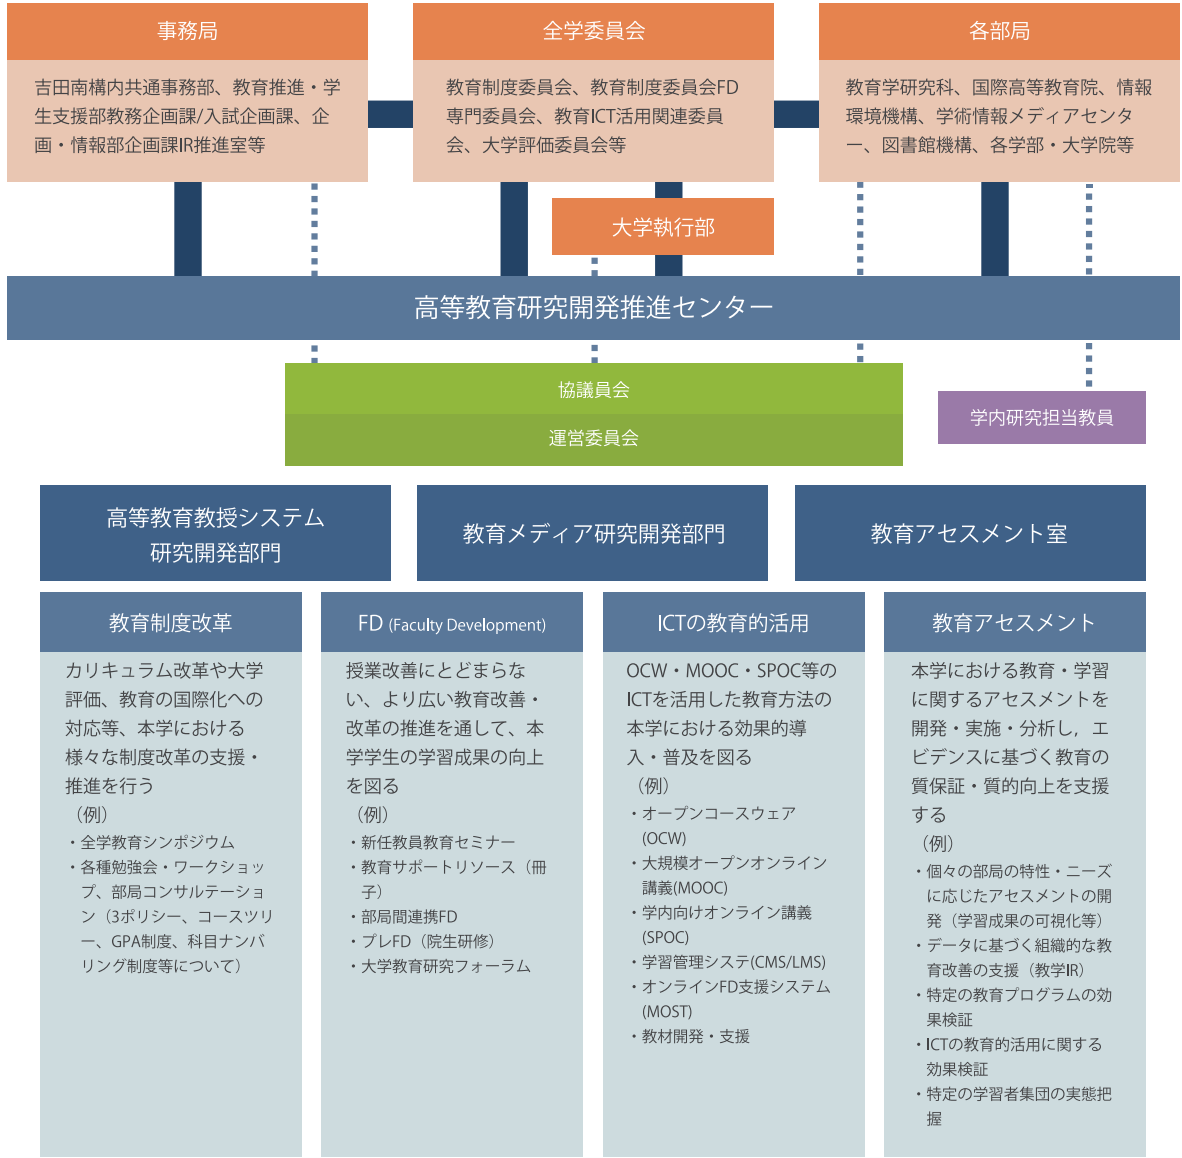 事務局
吉田南構内共通事務部、教育推進・学
生支援部教務企画課/入試企画課、企
画・情報部企画課IR推進室等
全学委員会
教育制度委員会、教育制度委員会FD
専門委員会、教育ICT活用関連委員
会、大学評価委員会等
各部局
教育学研究科、国際高等教育院、情報
環境機構、学術情報メディアセンタ
ー、図書館機構、各学部・大学院等
大学執行部
高等教育研究開発推進センター
協議員会
運営委員会
学内研究担当教員
高等教育教授システム
研究開発部門
教育メディア研究開発部門
教育アセスメント室
教育制度改革
カリキュラム改革や大学
評価、教育の国際化への
対応等、本学における
様々な制度改革の支援・
推進を行う
（例）
・全学教育シンポジウム
・各種勉強会・ワークショッ
プ、部局コンサルテーショ
ン（3ポリシー、コースツリ
ー、GPA制度、科目ナンバ
リング制度等について）
FD (Faculty Development)
授業改善にとどまらな
い、より広い教育改善・
改革の推進を通して、本
学学生の学習成果の向上
を図る
（例）
・新任教員教育セミナー
・教育サポートリソース（冊
子）
・部局間連携FD
・プレFD（院生研修）
・大学教育研究フォーラム
ICTの教育的活用
OCW・MOOC・SPOC等の
ICTを活用した教育方法の
本学における効果的導
入・普及を図る
（例）
・オープンコースウェア
(OCW)
・大規模オープンオンライン
講義(MOOC)
・学内向けオンライン講義
(SPOC)
・学習管理システ(CMS/LMS)
・オンラインFD支援システム
(MOST)
・教材開発・支援
教育アセスメント
本学における教育・学習
に関するアセスメントを
開発・実施・分析し，エ
ビデンスに基づく教育の
質保証・質的向上を支援
する
（例）
・個々の部局の特性・ニーズ
に応じたアセスメントの開
発（学習成果の可視化等）
・データに基づく組織的な教
育改善の支援（教学IR）
・特定の教育プログラムの効
果検証
・ICTの教育的活用に関する
効果検証
・特定の学習者集団の実態把
握